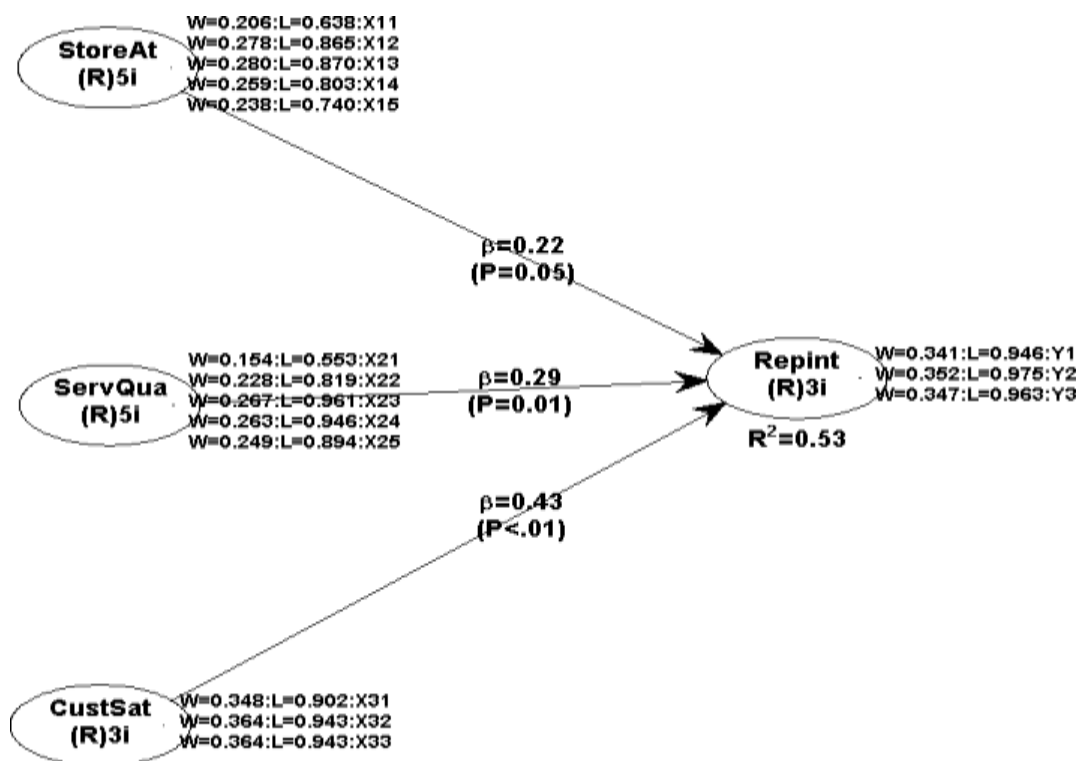 StoreAt
(R)5i
W=0.206:L=0.638:X11
W=0.278:L=0.865:X12
W=0.280:L=0.870:X13
W=0.259:L=0.803:X14
W=0.238:L=0.740:X15
β=0.22
(P=0.05)
ServQua
(R)5i
W=0.154:L=0.553:X21
W=0.228:L=0.819:X22
W=0.267:L=0.961:X23
W=0.263:L=0.946:X24
W=0.249:L=0.894:X25
β=0.29
(P=0.01)
Repint
(R)3i
W=0.341:L=0.946:Y1
W=0.352:L=0.975:Y2
W=0.347:L=0.963:Y3
R²=0.53
β=0.43
(P<.01)
CustSat
(R)3i
W=0.348:L=0.902:X31
W=0.364:L=0.943:X32
W=0.364:L=0.943:X33